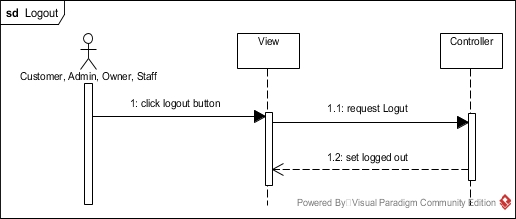 sd Logout
View
Controller
Customer, Admin, Owner, Staff
1: click logout button
1.1: request Logut
1.2: set logged out
Powered By Visual Paradigm Community Edition